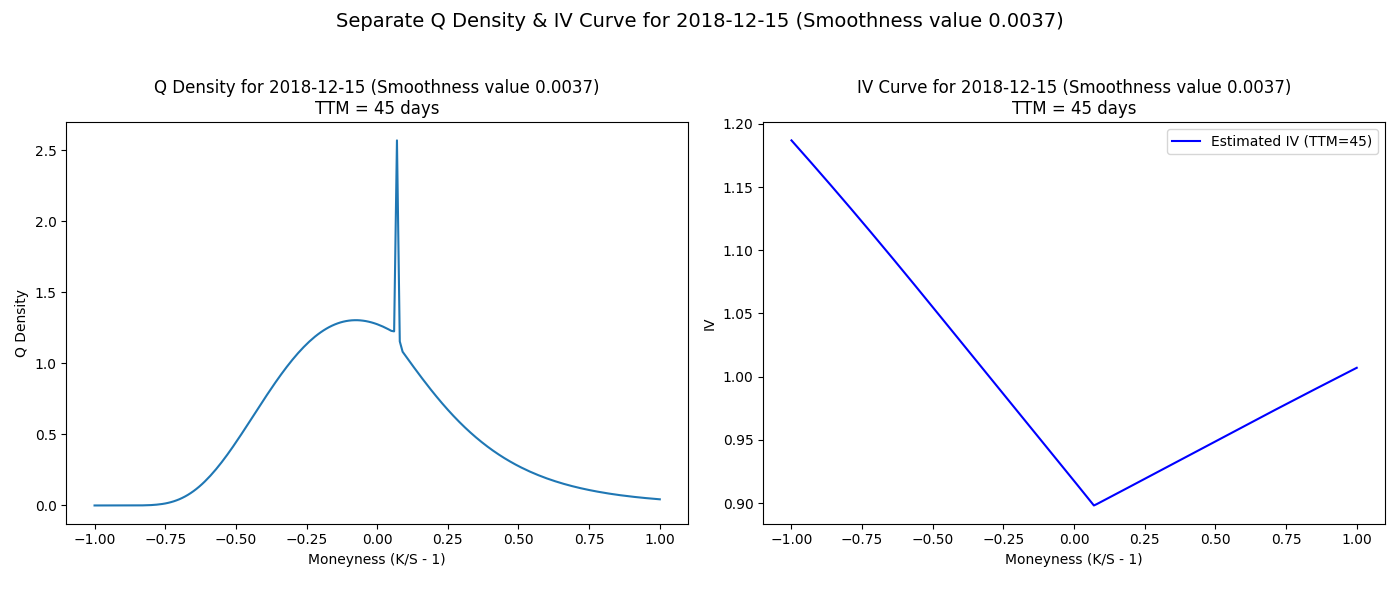 Separate Q Density & IV Curve for 2018-12-15 (Smoothness value 0.0037)
Q Density for 2018-12-15 (Smoothness value 0.0037)
TTM = 45 days
2.5
2.0
1.5
1.0
0.5
0.0
Q Density
−1.00 −0.75 −0.50 −0.25 0.00 0.25 0.50 0.75 1.00
Moneyness (K/S - 1)
IV Curve for 2018-12-15 (Smoothness value 0.0037)
TTM = 45 days
Estimated IV (TTM=45)
1.20
1.15
1.10
1.05
1.00
0.95
0.90
IV
−1.00 −0.75 −0.50 −0.25 0.00 0.25 0.50 0.75 1.00
Moneyness (K/S - 1)